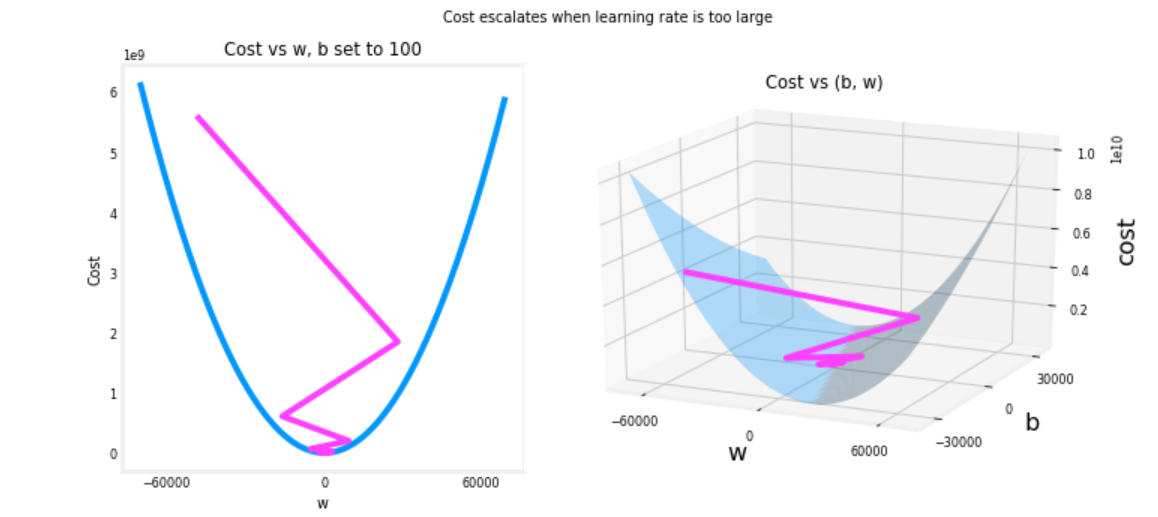 Cost escalates when learning rate is too large
Cost vs w, b set to 100
1e9
6
5
4
3
2
1
0
Cost
−60000
0
60000
w
Cost vs (b, w)
1e10
1.0
0.8
0.6
0.4
0.2
cost
30000
0
−30000
b
−60000
0
60000
w